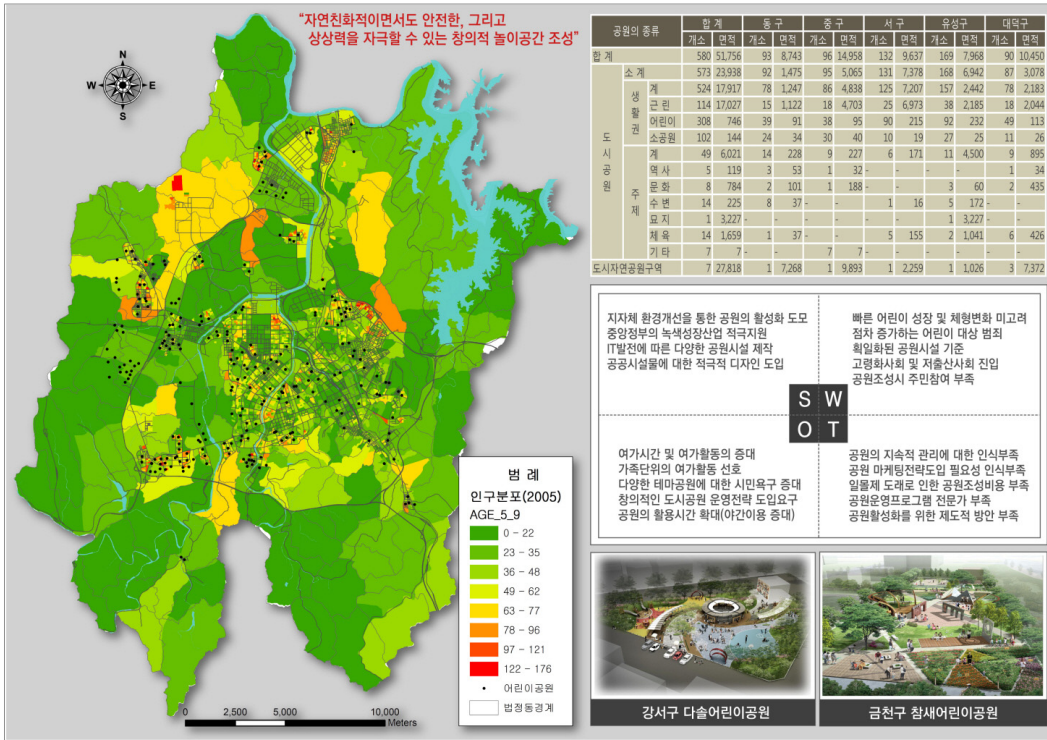 “자연친화적이면서도 안전한, 그리고
상상력을 자극할 수 있는 창의적 놀이공간 조성”
N
W E
S
공원의 종류 합 계 동 구 중 구 서 구 유성구 대덕구
개소 면적 개소 면적 개소 면적 개소 면적 개소 면적 개소 면적
합 계 580 51,756 93 8,743 96 14,958 132 9,637 169 7,968 90 10,450
도시공원 소 계 573 23,938 92 1,475 95 5,065 131 7,378 168 6,942 87 3,078
생활권 계 524 17,917 78 1,247 86 4,838 125 7,207 157 2,442 78 2,183
근 린 114 17,027 15 1,122 18 4,703 25 6,973 38 2,185 18 2,044
어린이 308 746 39 91 38 95 90 215 92 232 49 113
소공원 102 144 24 34 30 40 10 19 27 25 11 26
주제 계 49 6,021 14 228 9 227 6 171 11 4,500 9 895
역 사 5 119 3 53 1 32 - - - - 1 34
문 화 8 784 2 101 1 188 - - 3 60 2 435
수 변 14 225 8 37 - - 1 16 5 172 - -
묘 지 1 3,227 - - - - - - 1 3,227 - -
체 육 14 1,659 1 37 - - 5 155 2 1,041 6 426
기 타 7 7 - - 7 7 - - - - - -
도시자연공원구역 7 27,818 1 7,268 1 9,893 1 2,259 1 1,026 3 7,372
지자체 환경개선을 통한 공원의 활성화 도모
중앙정부의 녹색성장산업 적극지원
IT발전에 따른 다양한 공원시설 제작
공공시설물에 대한 적극적 디자인 도입
빠른 어린이 성장 및 체형변화 미고려
점차 증가하는 어린이 대상 범죄
획일화된 공원시설 기준
고령화사회 및 저출산사회 진입
공원조성시 주민참여 부족
S W
O T
여가시간 및 여가활동의 증대
가족단위의 여가활동 선호
다양한 테마공원에 대한 시민욕구 증대
창의적인 도시공원 운영전략 도입요구
공원의 활용시간 확대(야간이용 증대)
공원의 지속적 관리에 대한 인식부족
공원 마케팅전략도입 필요성 인식부족
일몰제 도래로 인한 공원조성비용 부족
공원운영프로그램 전문가 부족
공원활성화를 위한 제도적 방안 부족
범 례
인구분포(2005)
AGE_5_9
0 - 22
23 - 35
36 - 48
49 - 62
63 - 77
78 - 96
97 - 121
122 - 176
어린이공원
법정동경계
0 2,500 5,000 10,000
Meters
강서구 다솔어린이공원
금천구 참새어린이공원